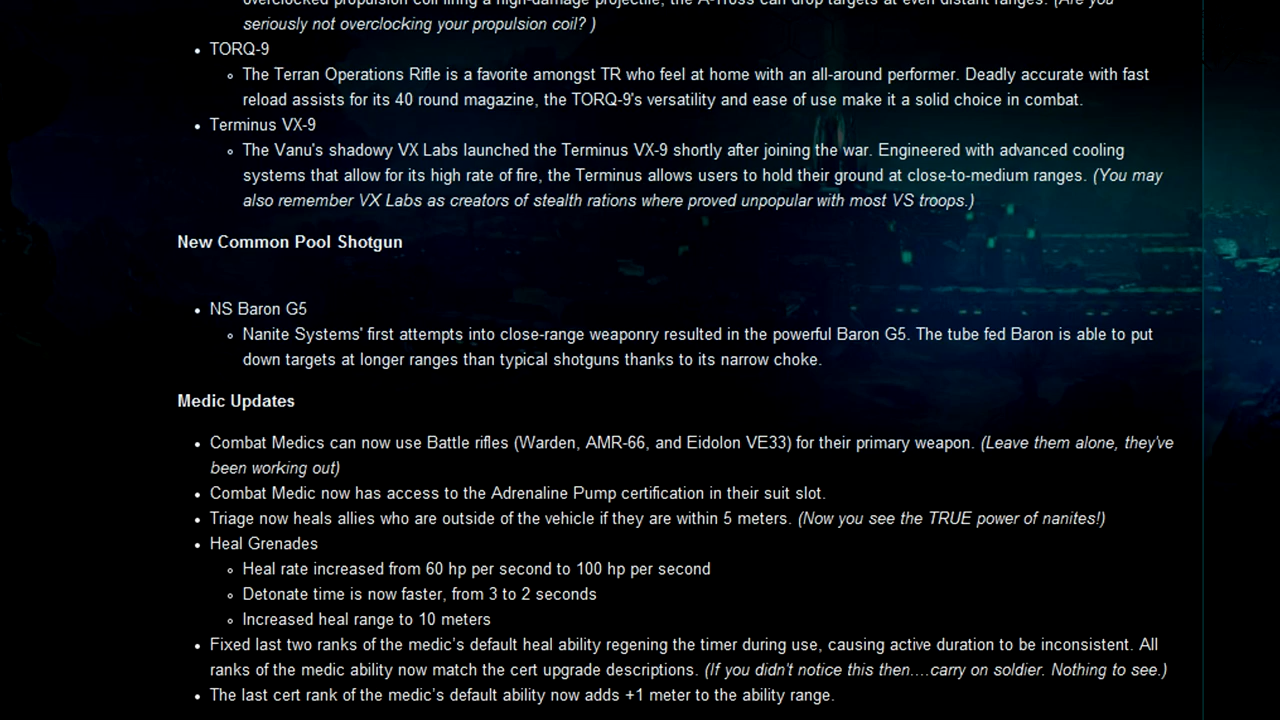 overclocked propulsion coil firing a high-damage projectile, the A-Tross can drop targets at even distant ranges. (Are you
seriously not overclocking your propulsion coil? )
TORQ-9
The Terran Operations Rifle is a favorite amongst TR who feel at home with an all-around performer. Deadly accurate with fast
reload assists for its 40 round magazine, the TORQ-9's versatility and ease of use make it a solid choice in combat.
Terminus VX-9
The Vanu's shadowy VX Labs launched the Terminus VX-9 shortly after joining the war. Engineered with advanced cooling
systems that allow for its high rate of fire, the Terminus allows users to hold their ground at close-to-medium ranges. (You may
also remember VX Labs as creators of stealth rations where proved unpopular with most VS troops.)
New Common Pool Shotgun
NS Baron G5
Nanite Systems' first attempts into close-range weaponry resulted in the powerful Baron G5. The tube fed Baron is able to put
down targets at longer ranges than typical shotguns thanks to its narrow choke.
Medic Updates
Combat Medics can now use Battle rifles (Warden, AMR-66, and Eidolon VE33) for their primary weapon. (Leave them alone, they've
been working out)
Combat Medic now has access to the Adrenaline Pump certification in their suit slot.
Triage now heals allies who are outside of the vehicle if they are within 5 meters. (Now you see the TRUE power of nanites!)
Heal Grenades
Heal rate increased from 60 hp per second to 100 hp per second
Detonate time is now faster, from 3 to 2 seconds
Increased heal range to 10 meters
Fixed last two ranks of the medic’s default heal ability regening the timer during use, causing active duration to be inconsistent. All
ranks of the medic ability now match the cert upgrade descriptions. (If you didn’t notice this then....carry on soldier. Nothing to see.)
The last cert rank of the medic’s default ability now adds +1 meter to the ability range.